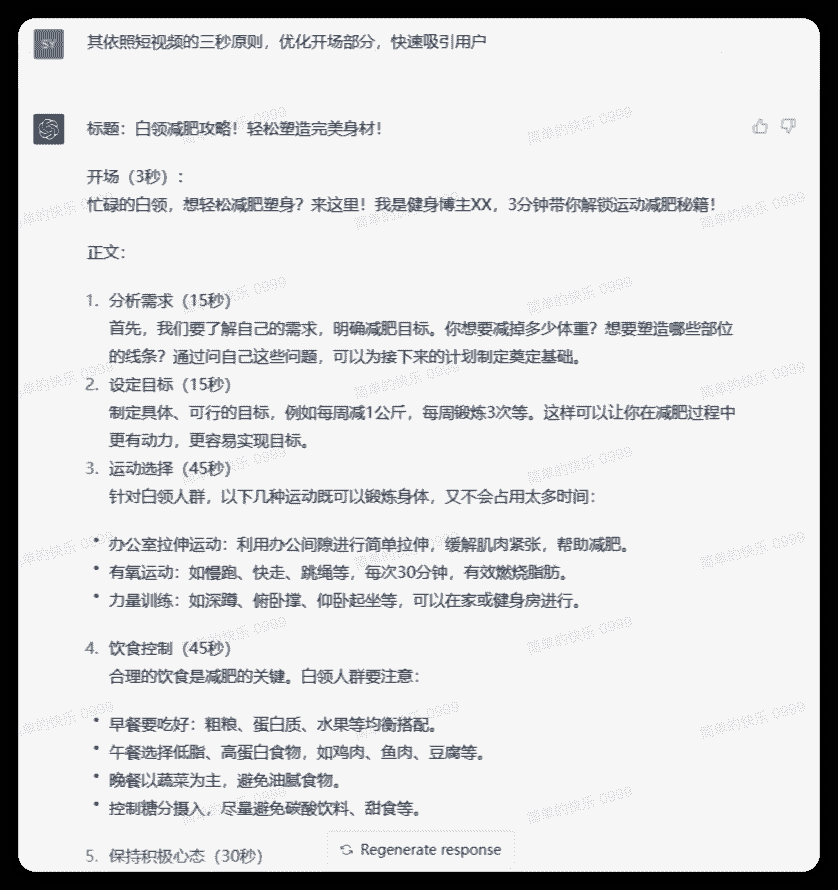 SY
其依照短视频的三秒原则，优化开场部分，快速吸引用户
标题：白领减肥攻略！轻松塑造完美身材！
开场（3秒）：
忙碌的白领，想轻松减肥塑身？来这里！我是健身博主XX，3分钟带你解锁运动减肥秘籍！
正文：
1. 分析需求（15秒）
首先，我们要了解自己的需求，明确减肥目标。你想要减掉多少体重？想要塑造哪些部位
的线条？通过问自己这些问题，可以为接下来的计划制定奠定基础。
2. 设定目标（15秒）
制定具体、可行的目标，例如每周减1公斤，每周锻炼3次等。这样可以让你在减肥过程中
更有动力，更容易实现目标。
3. 运动选择（45秒）
针对白领人群，以下几种运动既可以锻炼身体，又不会占用太多时间：
• 办公室拉伸运动：利用办公间隙进行简单拉伸，缓解肌肉紧张，帮助减肥。
• 有氧运动：如慢跑、快走、跳绳等，每次30分钟，有效燃烧脂肪。
• 力量训练：如深蹲、俯卧撑、仰卧起坐等，可以在家或健身房进行。
4. 饮食控制（45秒）
合理的饮食是减肥的关键。白领人群要注意：
• 早餐要吃好：粗粮、蛋白质、水果等均衡搭配。
• 午餐选择低脂、高蛋白食物，如鸡肉、鱼肉、豆腐等。
• 晚餐以蔬菜为主，避免油腻食物。
• 控制糖分摄入，尽量避免碳酸饮料、甜食等。
5. 保持积极心态（30秒）
Regenerate response
简单的快乐 0999